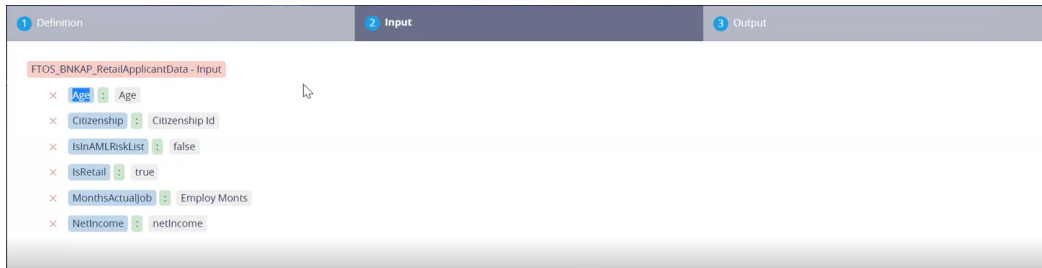 1 Definition 2 Input 3 Output
FTOS_BNKAP_RetailApplicantData - Input
× Age : Age
× Citizenship : Citizenship Id
× IsInAMLRiskList : false
× IsRetail : true
× MonthsActualJob : Employ Monts
× NetIncome : netIncome